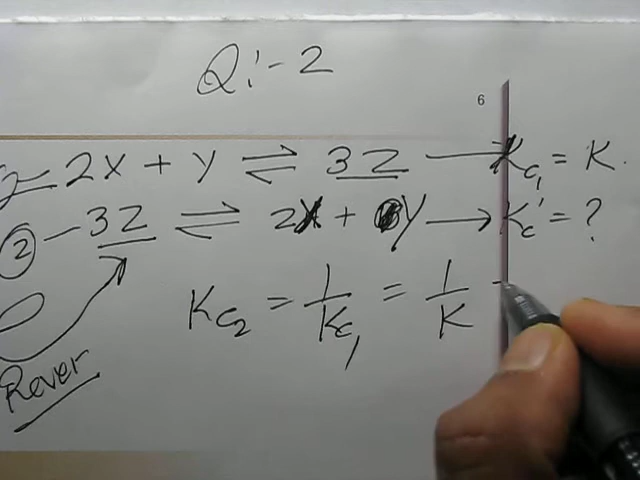 Q:- 2
6
2X + Y ⇌ 3Z → Kc₁ = K.
② - 3Z ⇌ 2X + Y → Kc' = ?
Kc₂ = 1/Kc₁ = 1/K -
Rever